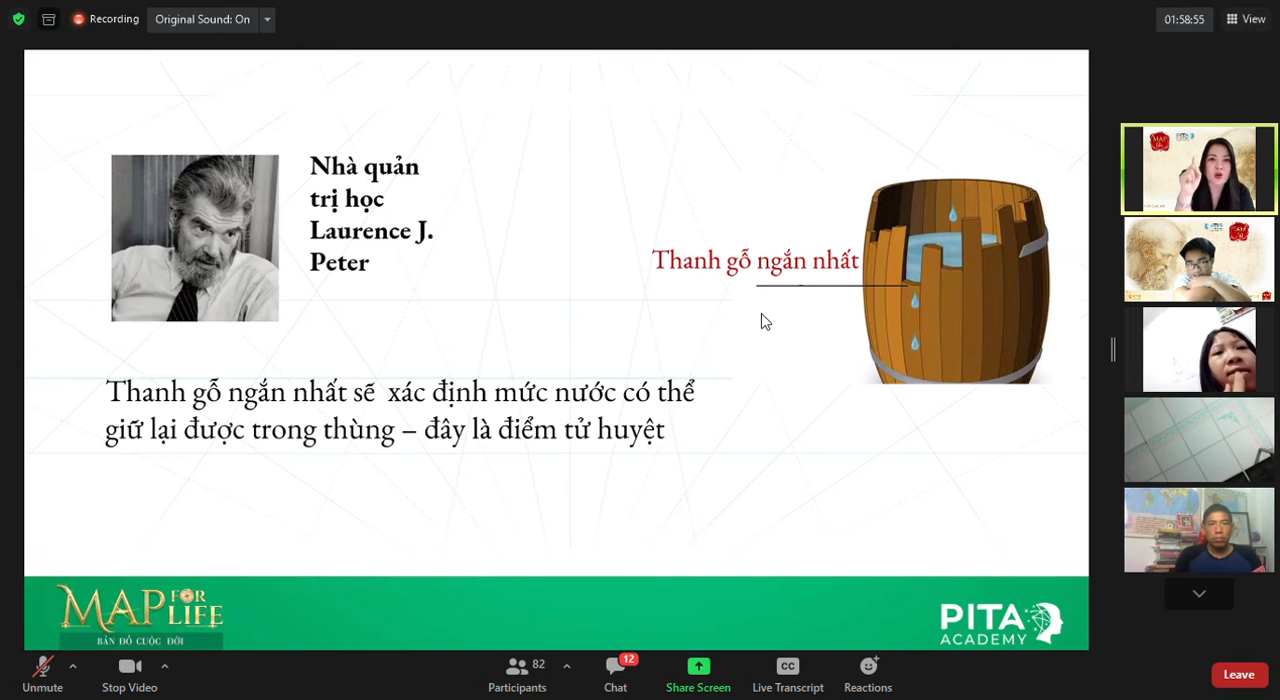 Recording
Original Sound: On
01:58:55
View
Nhà quản
trị học
Laurence J.
Peter
Thanh gỗ ngắn nhất
Thanh gỗ ngắn nhất sẽ xác định mức nước có thể
giữ lại được trong thùng – đây là điểm tử huyệt
MAP FOR LIFE
BẢN ĐỒ CUỘC ĐỜI
PITA
ACADEMY
Unmute
Stop Video
82
Participants
12
Chat
Share Screen
CC
Live Transcript
Reactions
Leave